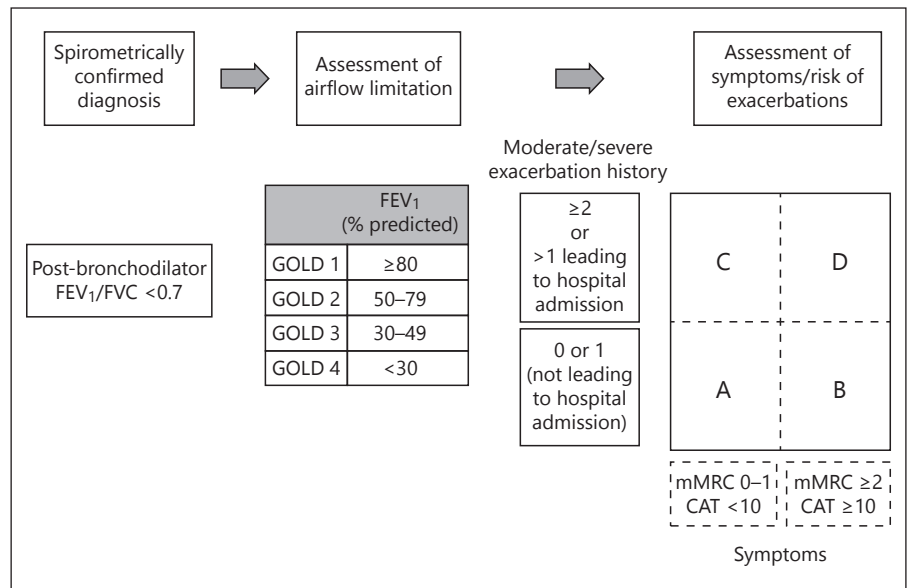 Spirometrically
confirmed
diagnosis
Assessment of
airflow limitation
Assessment of
symptoms/risk of
exacerbations
Moderate/severe
exacerbation history
Post-bronchodilator
FEV₁/FVC <0.7
FEV₁
(% predicted)
GOLD 1 ≥80
GOLD 2 50–79
GOLD 3 30–49
GOLD 4 <30
≥2
or
>1 leading
to hospital
admission
0 or 1
(not leading
to hospital
admission)
C D
A B
mMRC 0–1
CAT <10
mMRC ≥2
CAT ≥10
Symptoms